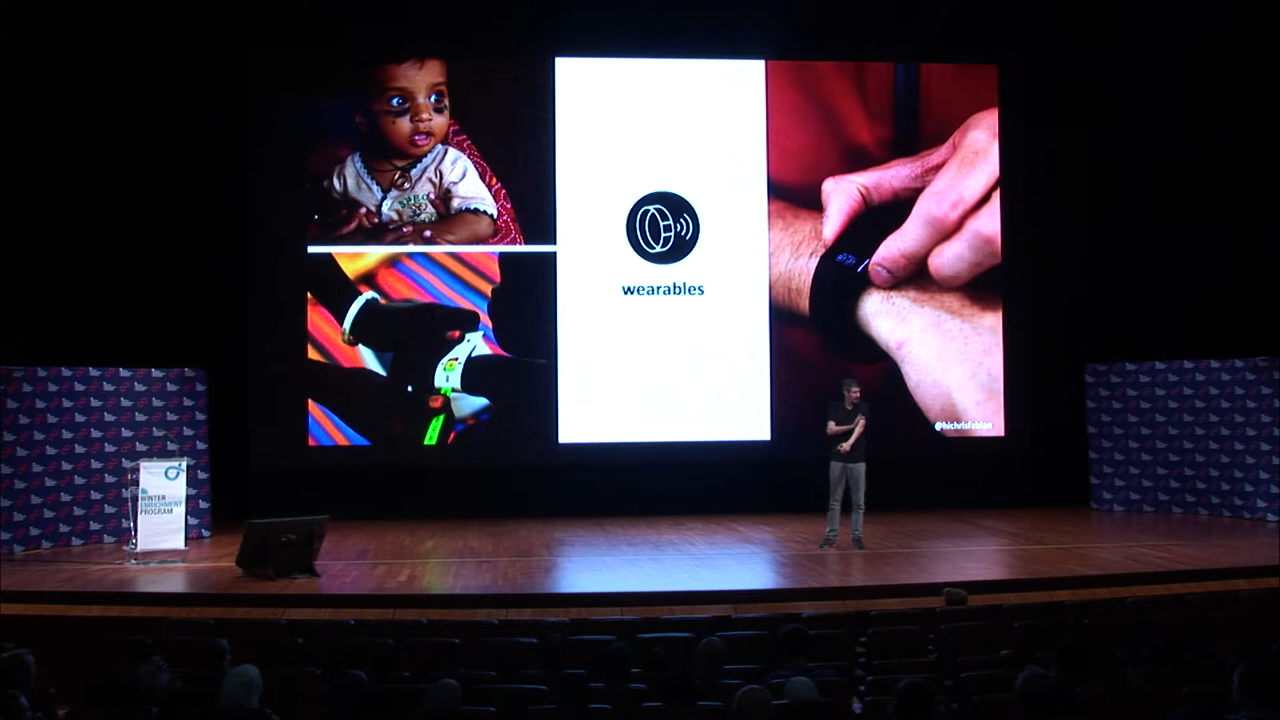 wearables
@hichrisfabian
WINTER
ENRICHMENT
PROGRAM